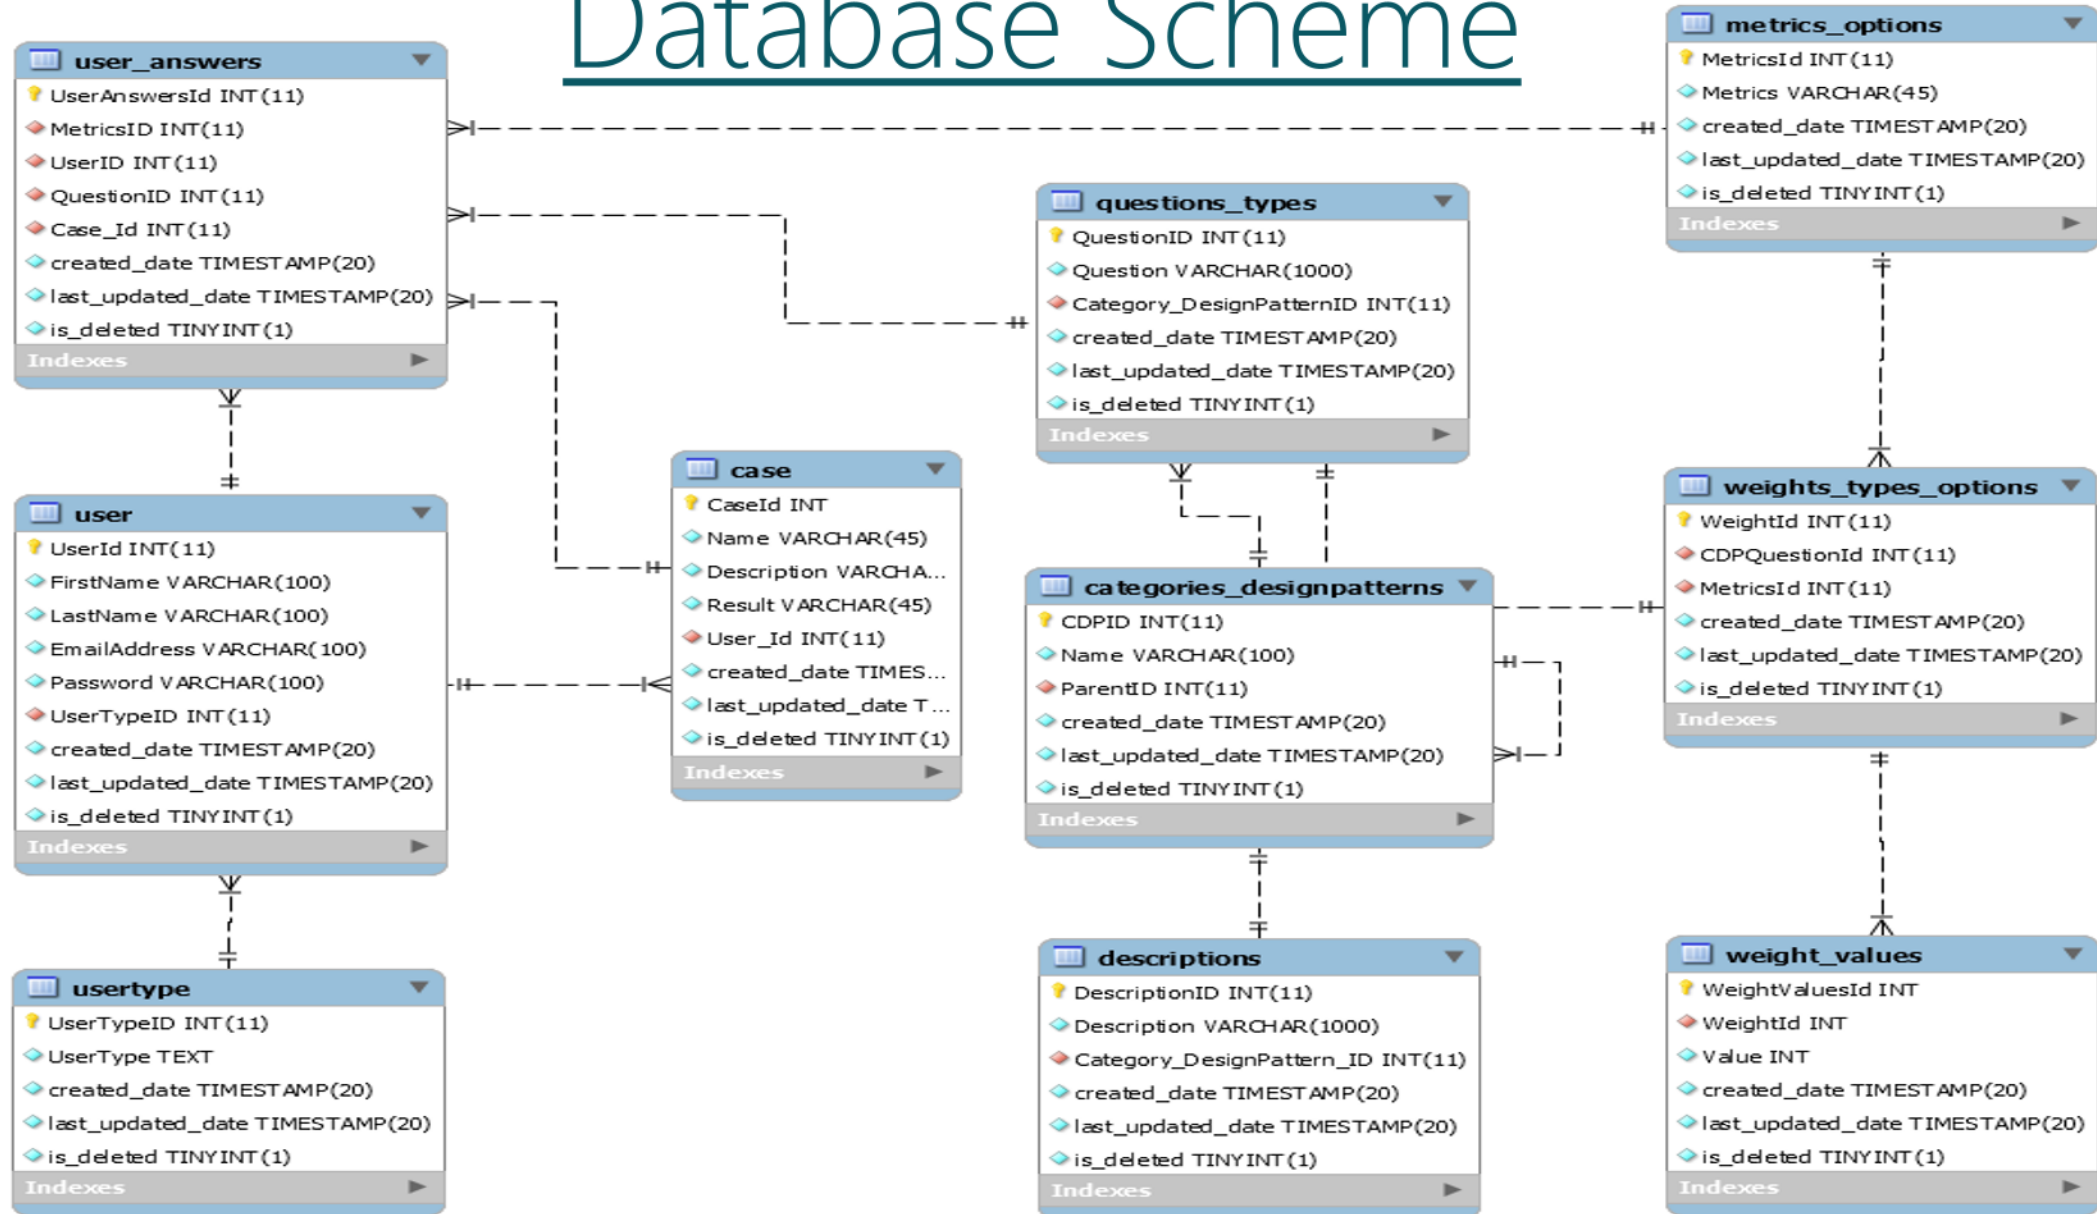 Database Scheme
user_answers
UserAnswersId INT(11)
MetricsID INT(11)
UserID INT(11)
QuestionID INT(11)
Case_Id INT(11)
created_date TIMESTAMP(20)
last_updated_date TIMESTAMP(20)
is_deleted TINYINT(1)
Indexes
user
UserId INT(11)
FirstName VARCHAR(100)
LastName VARCHAR(100)
EmailAddress VARCHAR(100)
Password VARCHAR(100)
UserTypeID INT(11)
created_date TIMESTAMP(20)
last_updated_date TIMESTAMP(20)
is_deleted TINYINT(1)
Indexes
usertype
UserTypeID INT(11)
UserType TEXT
created_date TIMESTAMP(20)
last_updated_date TIMESTAMP(20)
is_deleted TINYINT(1)
Indexes
case
CaseId INT
Name VARCHAR(45)
Description VARCHA...
Result VARCHAR(45)
User_Id INT(11)
created_date TIMES...
last_updated_date T...
is_deleted TINYINT(1)
Indexes
questions_types
QuestionID INT(11)
Question VARCHAR(1000)
Category_DesignPatternID INT(11)
created_date TIMESTAMP(20)
last_updated_date TIMESTAMP(20)
is_deleted TINYINT(1)
Indexes
categories_designpatterns
CDPID INT(11)
Name VARCHAR(100)
ParentID INT(11)
created_date TIMESTAMP(20)
last_updated_date TIMESTAMP(20)
is_deleted TINYINT(1)
Indexes
descriptions
DescriptionID INT(11)
Description VARCHAR(1000)
Category_DesignPattern_ID INT(11)
created_date TIMESTAMP(20)
last_updated_date TIMESTAMP(20)
is_deleted TINYINT(1)
Indexes
metrics_options
MetricsId INT(11)
Metrics VARCHAR(45)
created_date TIMESTAMP(20)
last_updated_date TIMESTAMP(20)
is_deleted TINYINT(1)
Indexes
weights_types_options
WeightId INT(11)
CDPQuestionId INT(11)
MetricsId INT(11)
created_date TIMESTAMP(20)
last_updated_date TIMESTAMP(20)
is_deleted TINYINT(1)
Indexes
weight_values
WeightValuesId INT
WeightId INT
Value INT
created_date TIMESTAMP(20)
last_updated_date TIMESTAMP(20)
is_deleted TINYINT(1)
Indexes